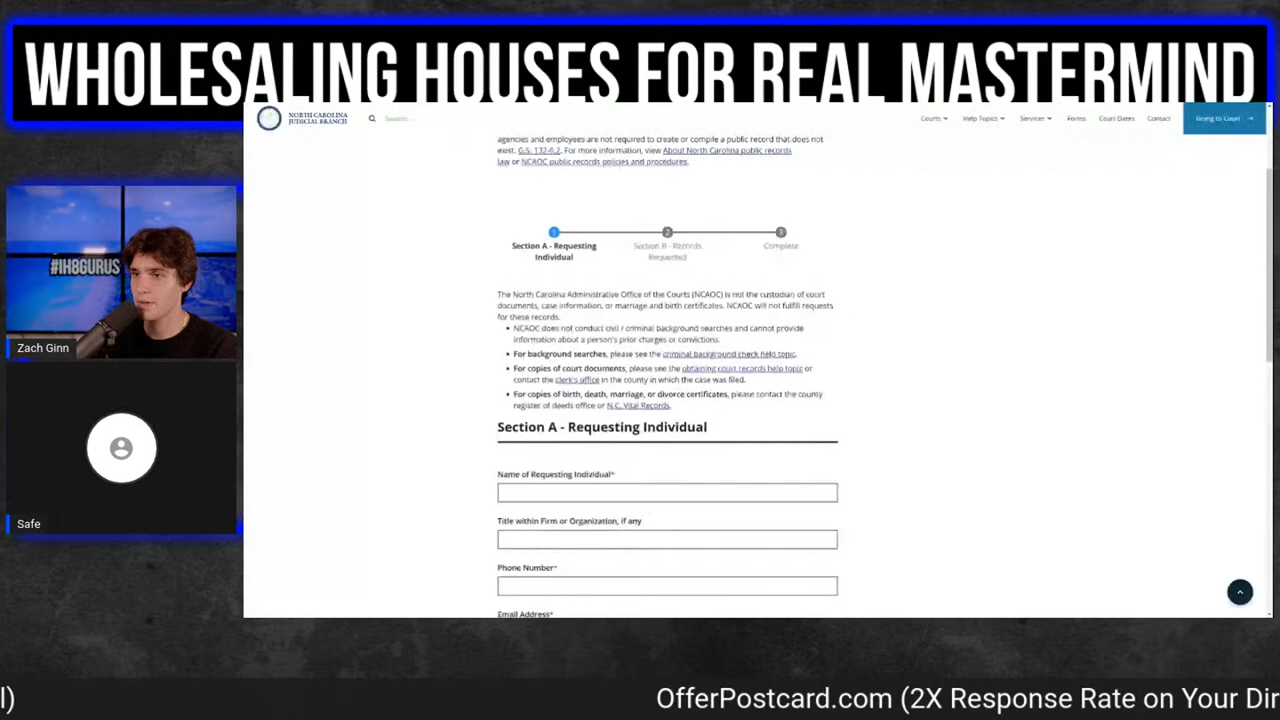 WHOLESALING HOUSES FOR REAL MASTERMIND
NORTH CAROLINA
JUDICIAL BRANCH
Search...
Courts
Help Topics
Services
Forms
Court Dates
Contact
Going to Court →
agencies and employees are not required to create or compile a public record that does not
exist. G.S. 132-6.2. For more information, view About North Carolina public records
law or NCAOC public records policies and procedures.
1
2
3
Section A - Requesting
Individual
Section B - Records
Requested
Complete
The North Carolina Administrative Office of the Courts (NCAOC) is not the custodian of court
documents, case information, or marriage and birth certificates. NCAOC will not fulfill requests
for these records.
• NCAOC does not conduct civil / criminal background searches and cannot provide
information about a person's prior charges or convictions.
• For background searches, please see the criminal background check help topic.
• For copies of court documents, please see the obtaining court records help topic or
contact the clerk's office in the county in which the case was filed.
• For copies of birth, death, marriage, or divorce certificates, please contact the county
register of deeds office or N.C. Vital Records.
Section A - Requesting Individual
Name of Requesting Individual*
Title within Firm or Organization, if any
Phone Number*
Email Address*
#IH8GURUS
Zach Ginn
Safe
l)
OfferPostcard.com (2X Response Rate on Your Dir